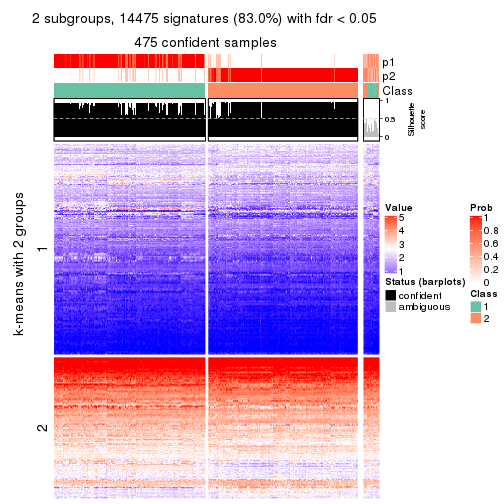 2 subgroups, 14475 signatures (83.0%) with fdr < 0.05
475 confident samples
p1
p2
Class
1
0.5
0
Silhouette
score
k-means with 2 groups
1
2
Value
5
4
3
2
1
Prob
1
0.8
0.6
0.4
0.2
0
Status (barplots)
confident
ambiguous
Class
1
2